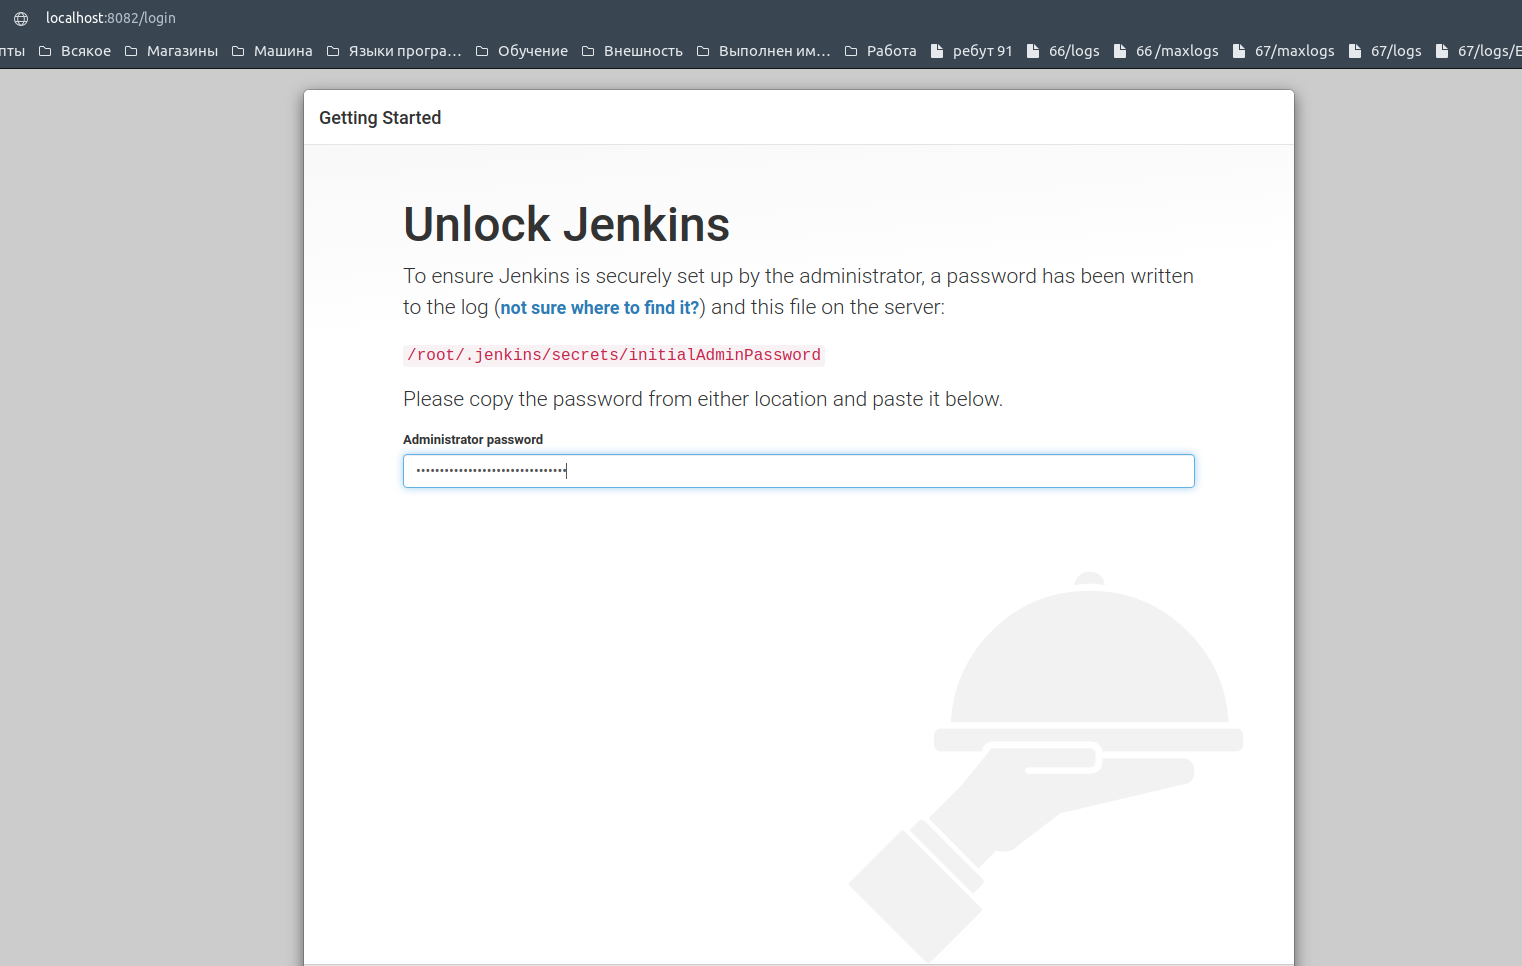 localhost:8082/login
пты Всякое Магазины Машина Языки програ... Обучение Внешность Выполнен им... Работа ребут 91 66/logs 66 /maxlogs 67/maxlogs 67/logs 67/logs/E
Getting Started
Unlock Jenkins
To ensure Jenkins is securely set up by the administrator, a password has been written
to the log (not sure where to find it?) and this file on the server:
/root/.jenkins/secrets/initialAdminPassword
Please copy the password from either location and paste it below.
Administrator password
••••••••••••••••••••••••••••••••